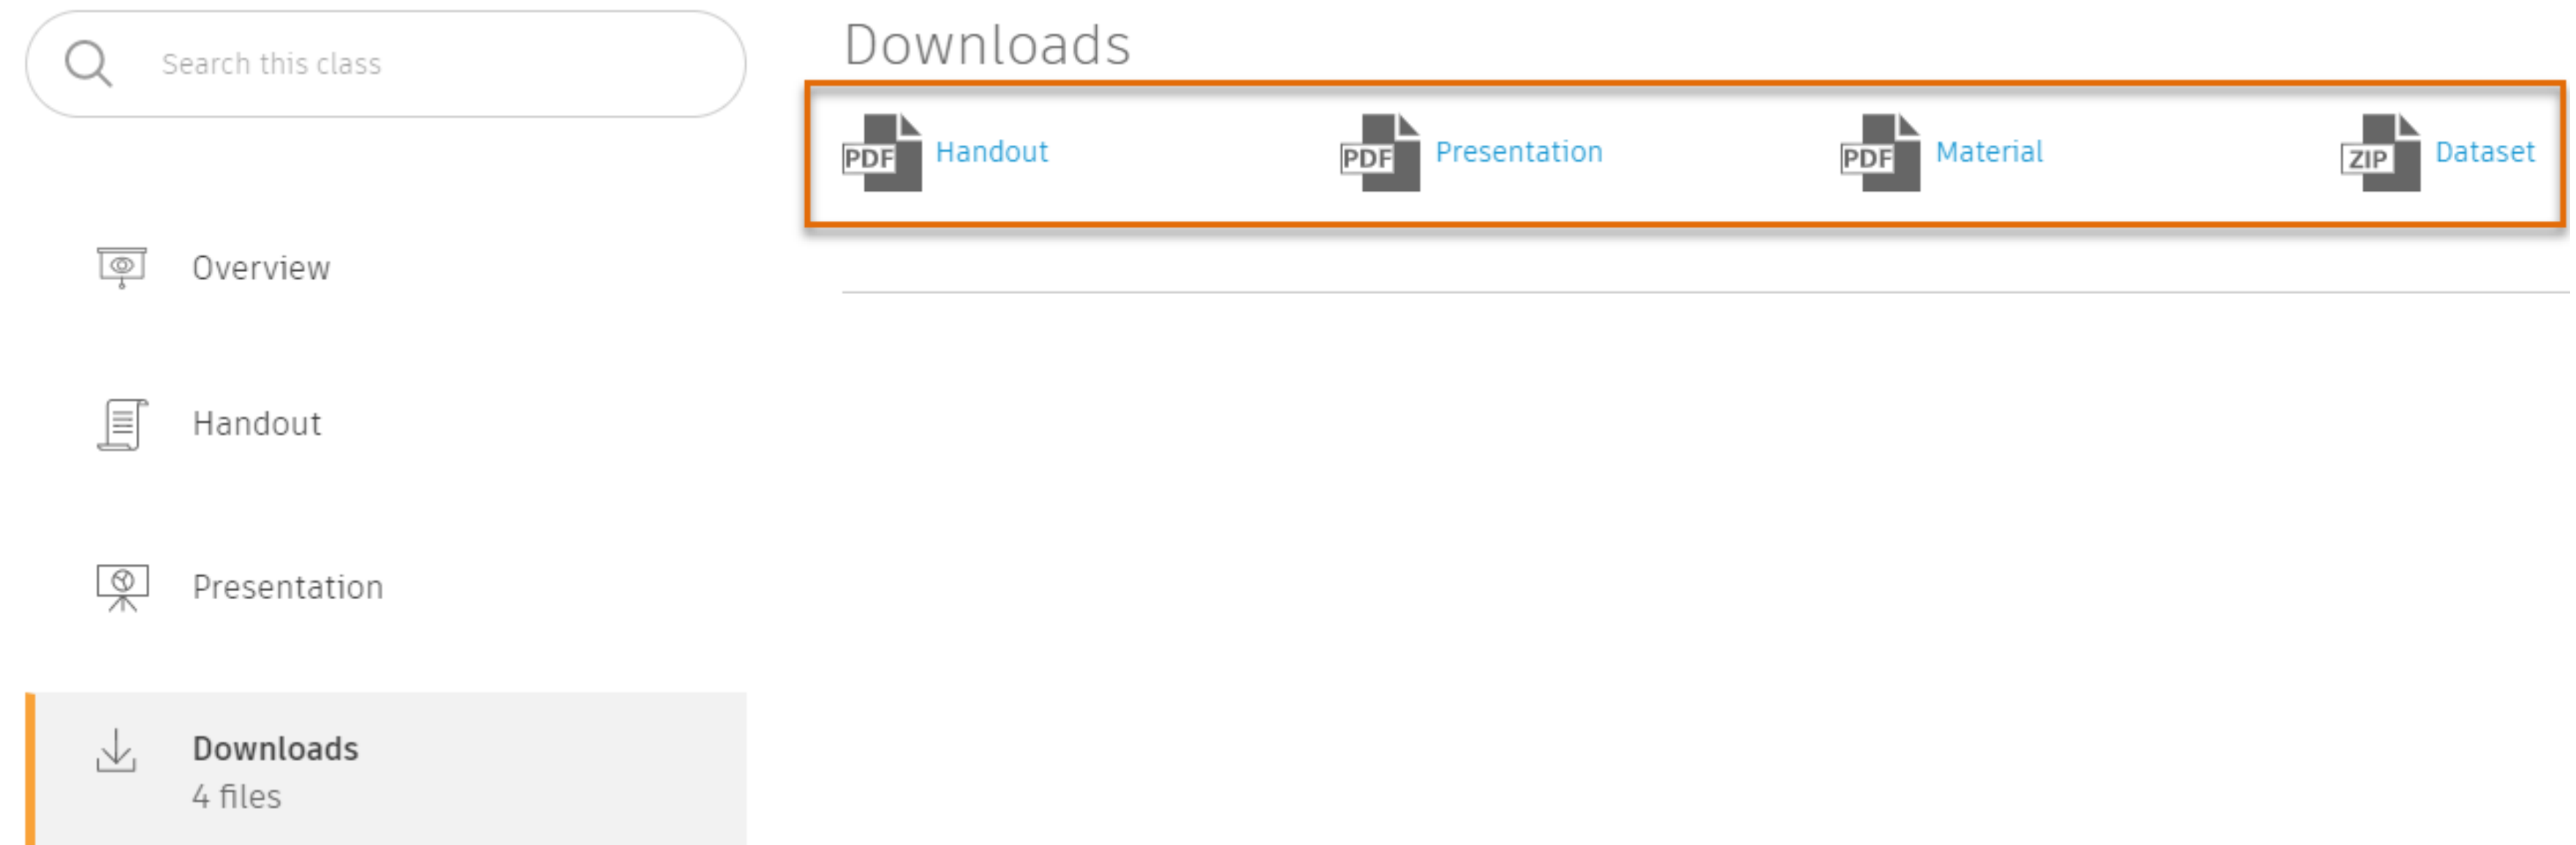 Search this class
Overview
Handout
Presentation
Downloads
4 files
Downloads
PDF Handout
PDF Presentation
PDF Material
ZIP Dataset